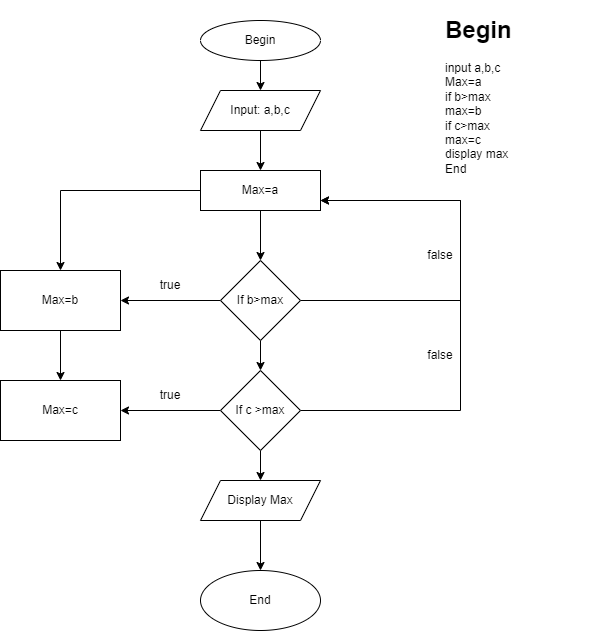 Begin
Input: a,b,c
Max=a
false
true
Max=b
If b>max
false
true
Max=c
If c >max
Display Max
End
Begin
input a,b,c
Max=a
if b>max
max=b
if c>max
max=c
display max
End